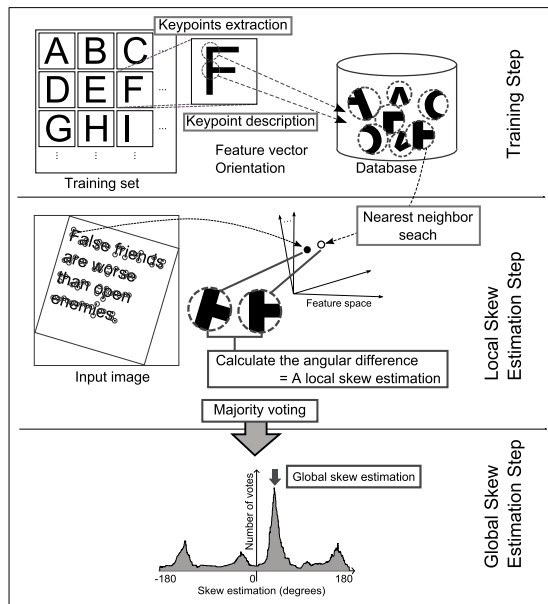 Keypoints extraction
A B C
D E F
G H I
F
Keypoint description
Feature vector
Orientation
Training set
Database
Training Step
Nearest neighbor
seach
False friends
are worse
than open
enemies.
Feature space
Input image
Calculate the angular difference
= A local skew estimation
Local Skew
Estimation Step
Majority voting
Global skew estimation
Number of votes
-180 0 180
Skew estimation (degrees)
Global Skew
Estimation Step